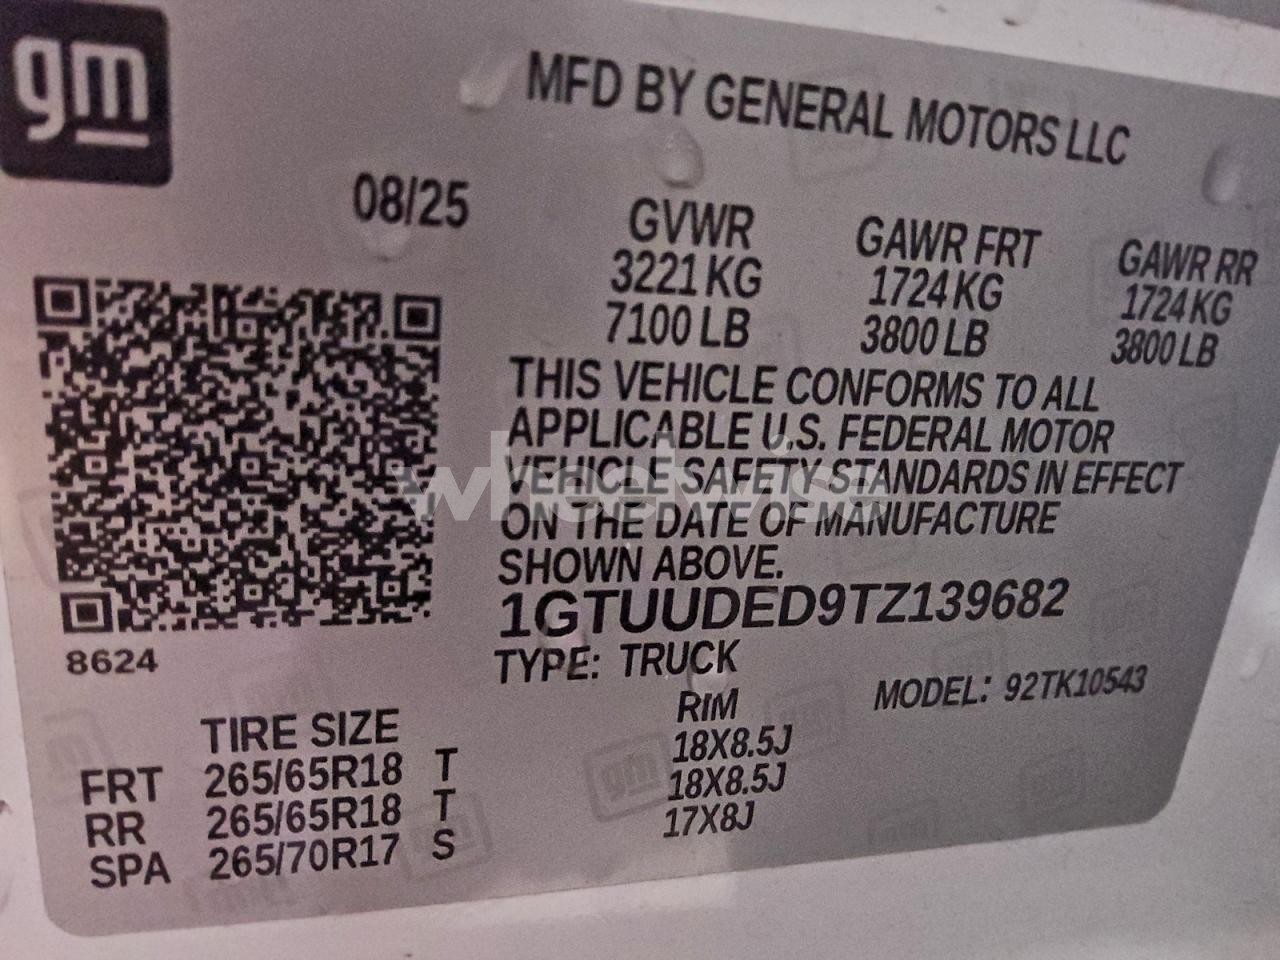 gm
MFD BY GENERAL MOTORS LLC
08/25
GVWR GAWR FRT GAWR RR
3221 KG 1724 KG 1724 KG
7100 LB 3800 LB 3800 LB
THIS VEHICLE CONFORMS TO ALL
APPLICABLE U.S. FEDERAL MOTOR
VEHICLE SAFETY STANDARDS IN EFFECT
ON THE DATE OF MANUFACTURE
SHOWN ABOVE.
wheelwise
1GTUUDED9TZ139682
8624
TYPE: TRUCK MODEL: 92TK10543
TIRE SIZE RIM
FRT 265/65R18 T 18X8.5J
RR 265/65R18 T 18X8.5J
SPA 265/70R17 S 17X8J